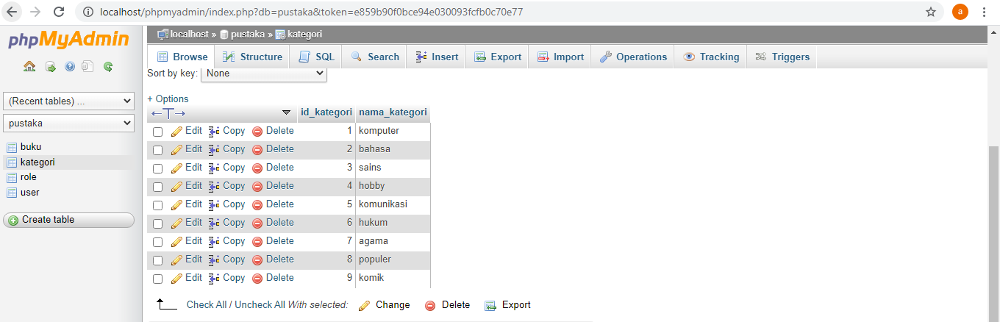 localhost/phpmyadmin/index.php?db=pustaka&token=e859b90f0bce94e030093fcfb0c70e77
a
phpMyAdmin
(Recent tables) ...
pustaka
buku
kategori
role
user
Create table
localhost » pustaka » kategori
Browse Structure SQL Search Insert Export Import Operations Tracking Triggers
Sort by key: None
+ Options
←T→ id_kategori nama_kategori
Edit Copy Delete 1 komputer
Edit Copy Delete 2 bahasa
Edit Copy Delete 3 sains
Edit Copy Delete 4 hobby
Edit Copy Delete 5 komunikasi
Edit Copy Delete 6 hukum
Edit Copy Delete 7 agama
Edit Copy Delete 8 populer
Edit Copy Delete 9 komik
Check All / Uncheck All With selected: Change Delete Export